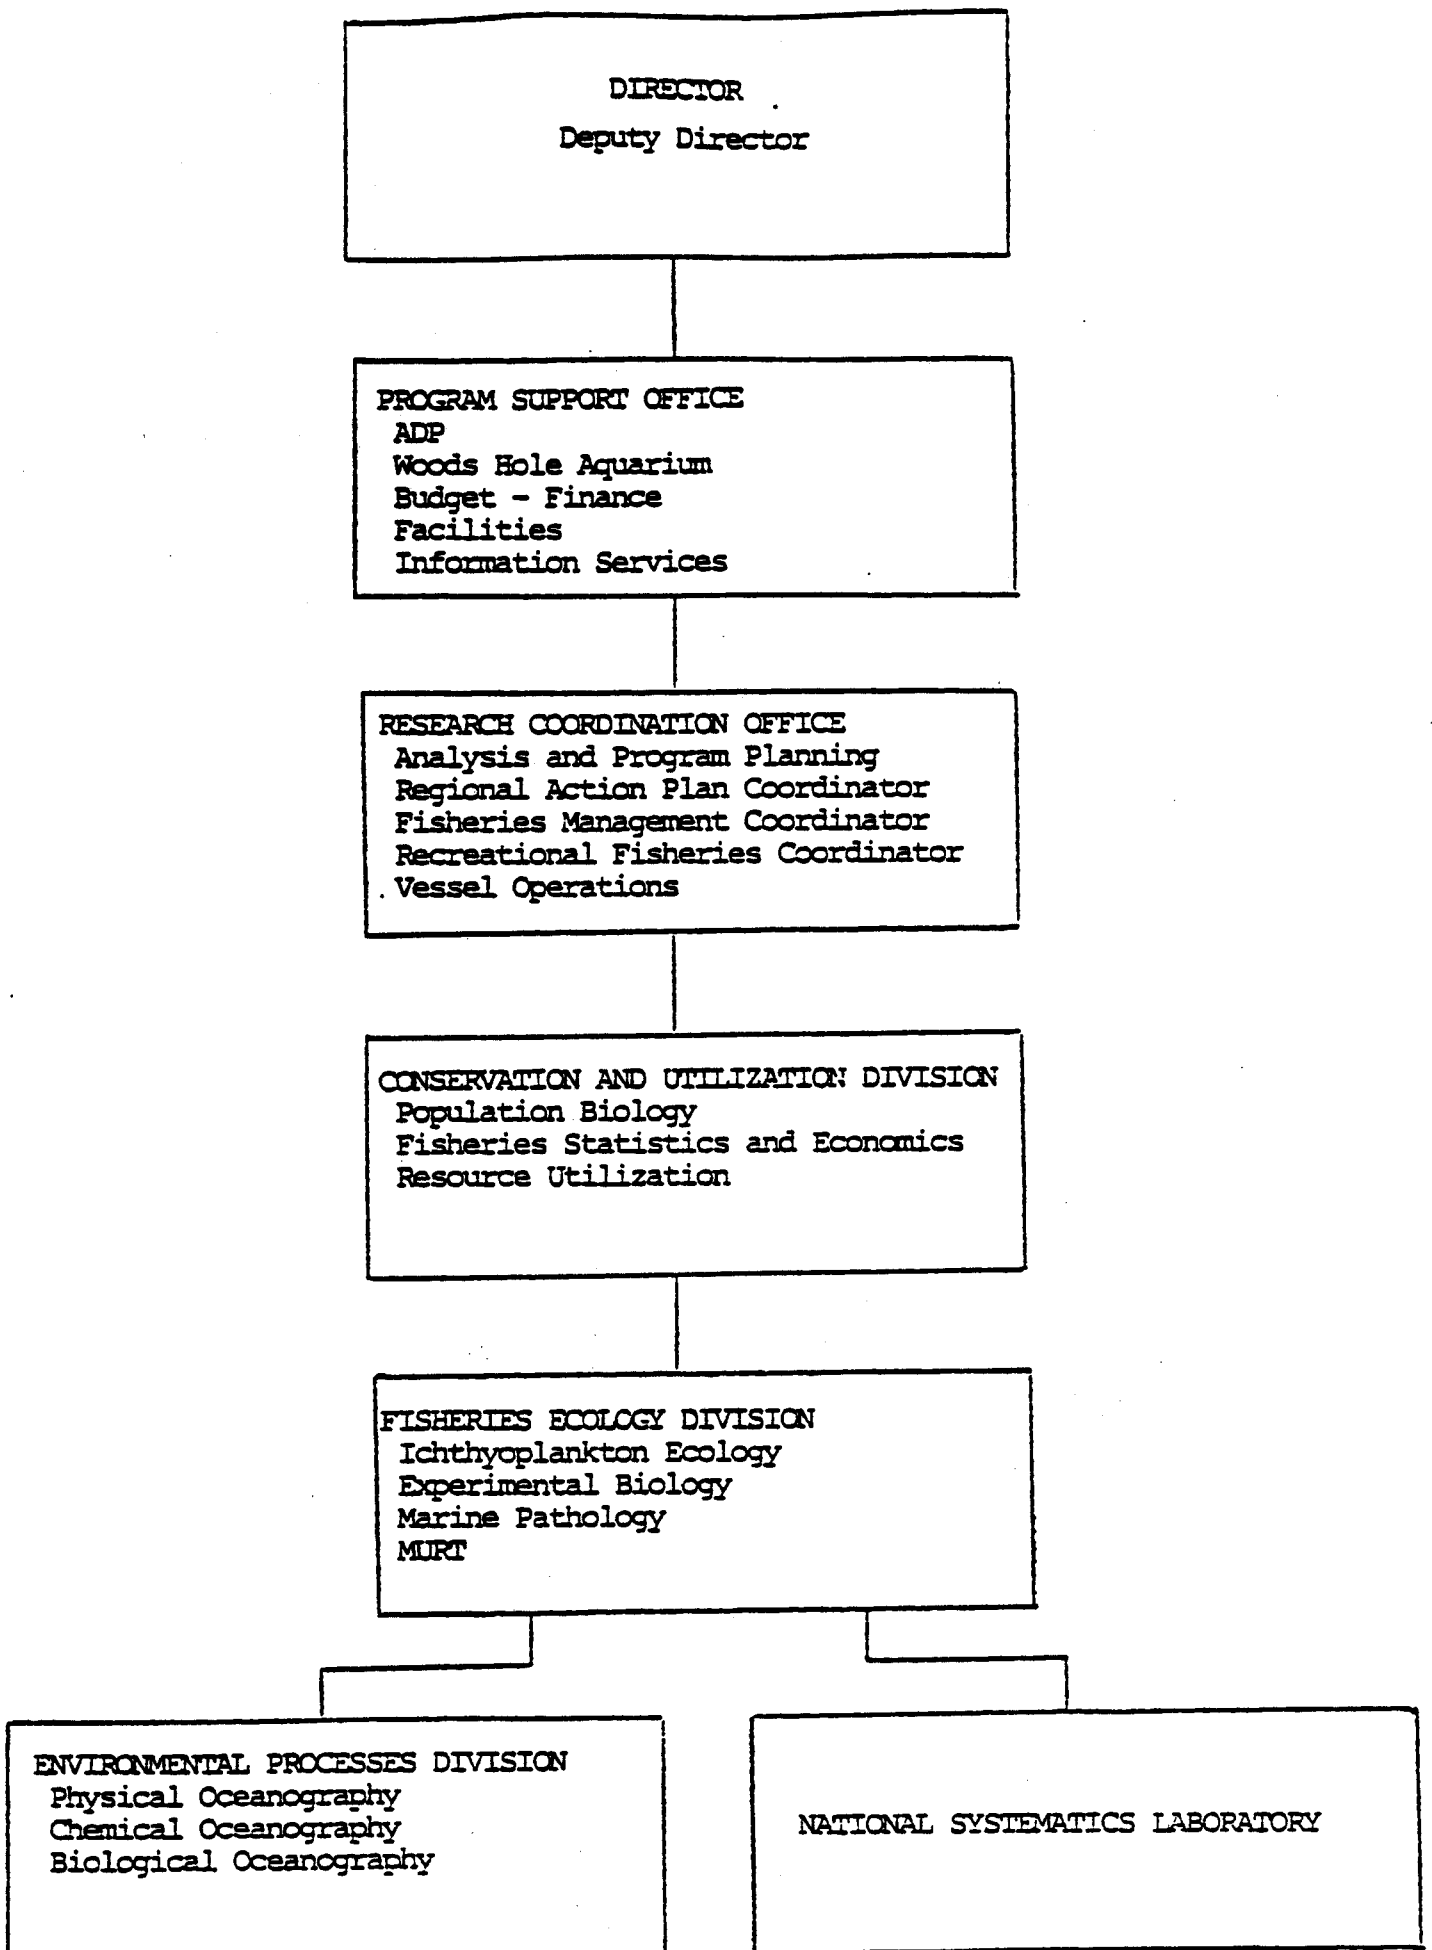 DIRECTOR
Deputy Director
PROGRAM SUPPORT OFFICE
ADP
Woods Hole Aquarium
Budget - Finance
Facilities
Information Services
RESEARCH COORDINATION OFFICE
Analysis and Program Planning
Regional Action Plan Coordinator
Fisheries Management Coordinator
Recreational Fisheries Coordinator
Vessel Operations
CONSERVATION AND UTILIZATION DIVISION
Population Biology
Fisheries Statistics and Economics
Resource Utilization
FISHERIES ECOLOGY DIVISION
Ichthyoplankton Ecology
Experimental Biology
Marine Pathology
MURT
ENVIRONMENTAL PROCESSES DIVISION
Physical Oceanography
Chemical Oceanography
Biological Oceanography
NATIONAL SYSTEMATICS LABORATORY